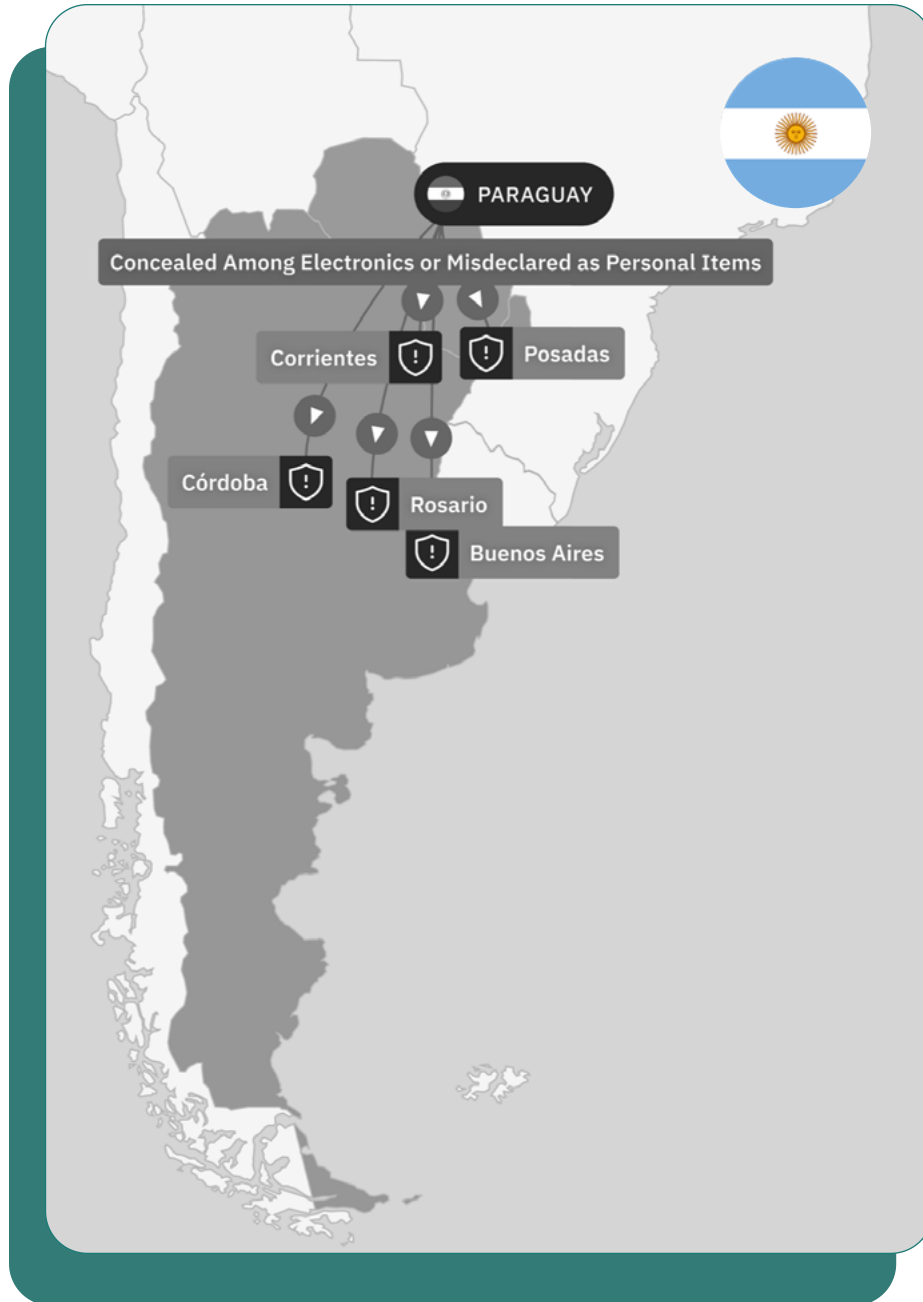 PARAGUAY
Concealed Among Electronics or Misdeclared as Personal Items
Corrientes
Posadas
Córdoba
Rosario
Buenos Aires